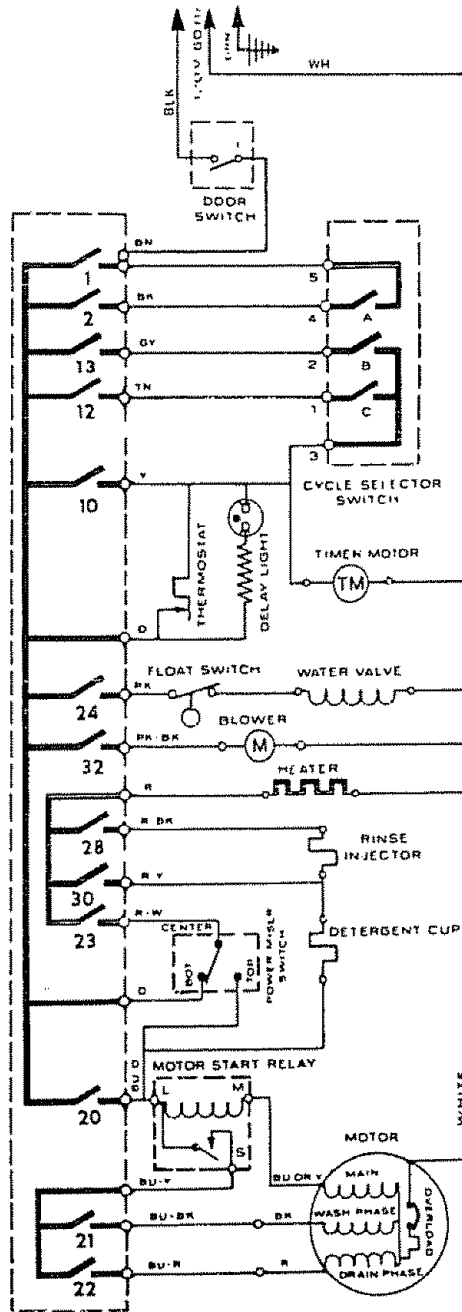 WH
BLK
DOOR
SWITCH
BN
1
5
2
BK
4
A
13
GY
2
B
12
TN
1
C
3
10
Y
CYCLE SELECTOR
SWITCH
THERMOSTAT
DELAY LIGHT
TIMER MOTOR
TM
O
24
PK
FLOAT SWITCH
WATER VALVE
32
PK-BK
BLOWER
M
R
HEATER
28
R-BK
RINSE
INJECTOR
30
R-Y
23
R-W
CENTER
BOT
TOP
POWER MISER
SWITCH
DETERGENT CUP
O
BU-O
20
MOTOR START RELAY
L
M
S
WHITE
MOTOR
BU-Y
BU OR Y
MAIN
21
BU-BK
BK
WASH PHASE
OVERLOAD
22
BU-R
R
DRAIN PHASE